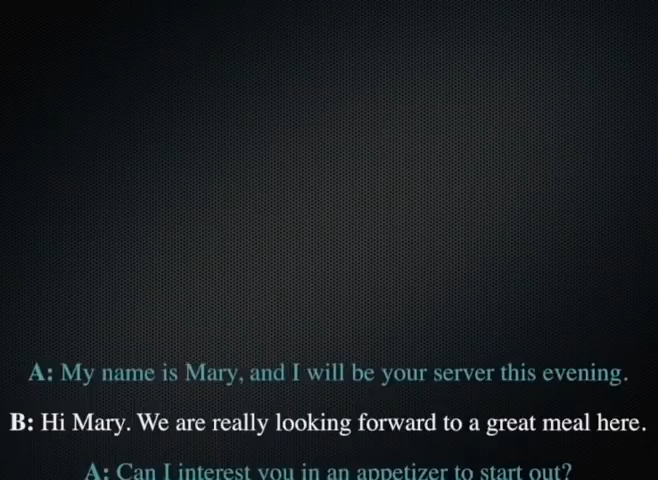 A: My name is Mary, and I will be your server this evening.
B: Hi Mary. We are really looking forward to a great meal here.
A: Can I interest you in an appetizer to start out?